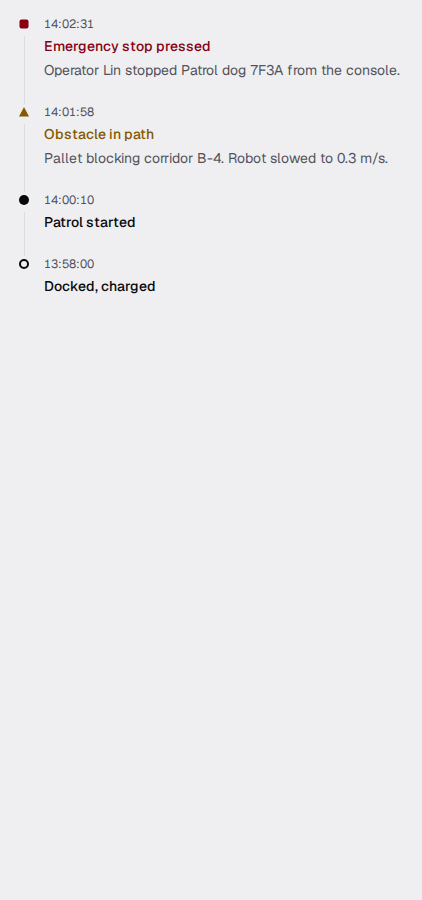 14:02:31
Emergency stop pressed
Operator Lin stopped Patrol dog 7F3A from the console.
14:01:58
Obstacle in path
Pallet blocking corridor B-4. Robot slowed to 0.3 m/s.
14:00:10
Patrol started
13:58:00
Docked, charged